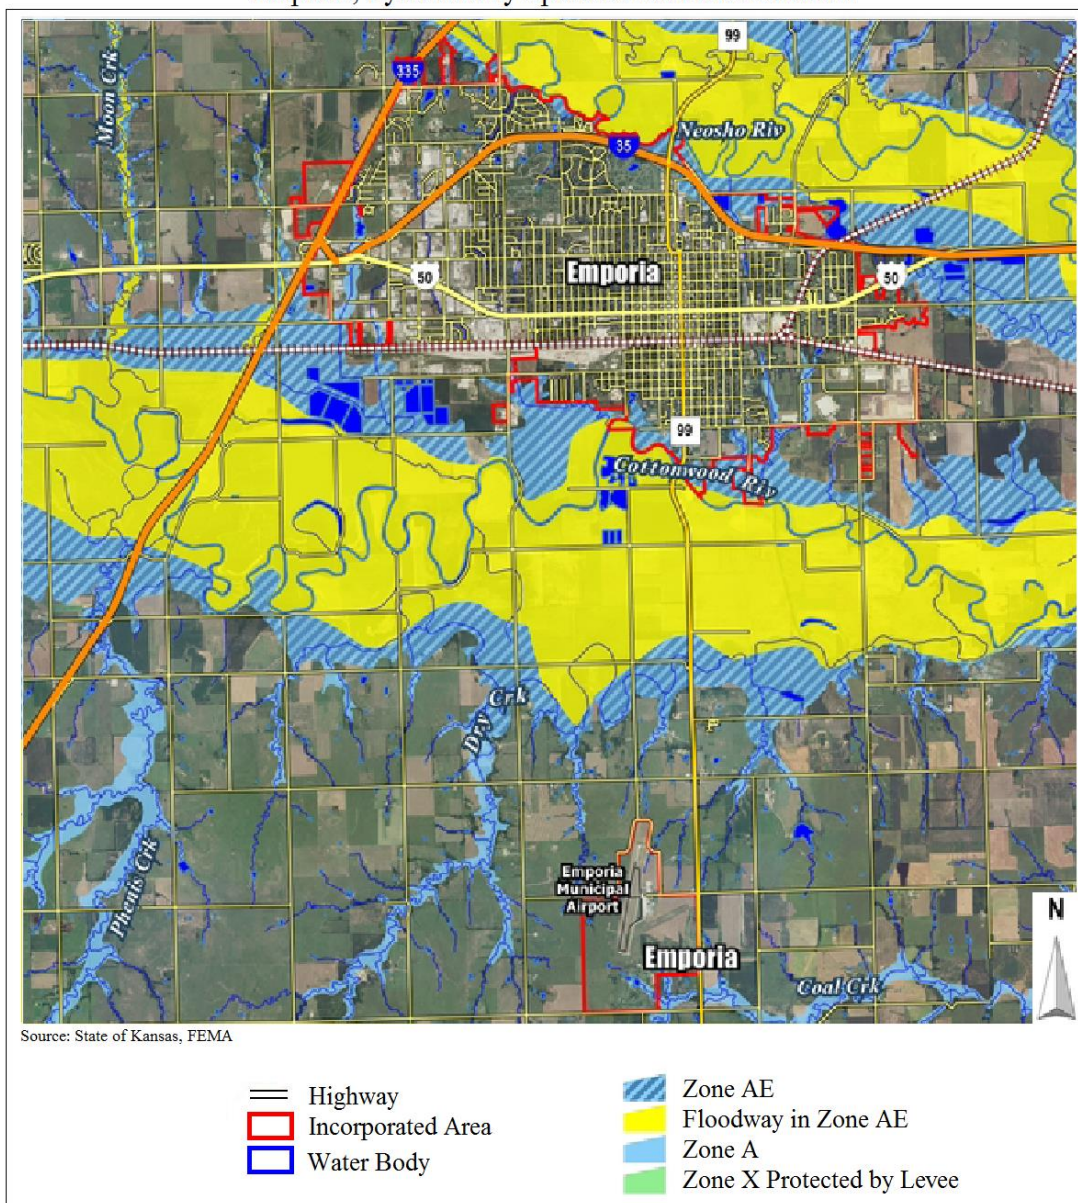 99
335
Moon Crk
Neosho Riv
35
50
Emporia
50
99
Cottonwood Riv
Dry Crk
Phenis Crk
Emporia
Municipal
Airport
N
Emporia
Coal Crk
Source: State of Kansas, FEMA
Highway
Incorporated Area
Water Body
Zone AE
Floodway in Zone AE
Zone A
Zone X Protected by Levee